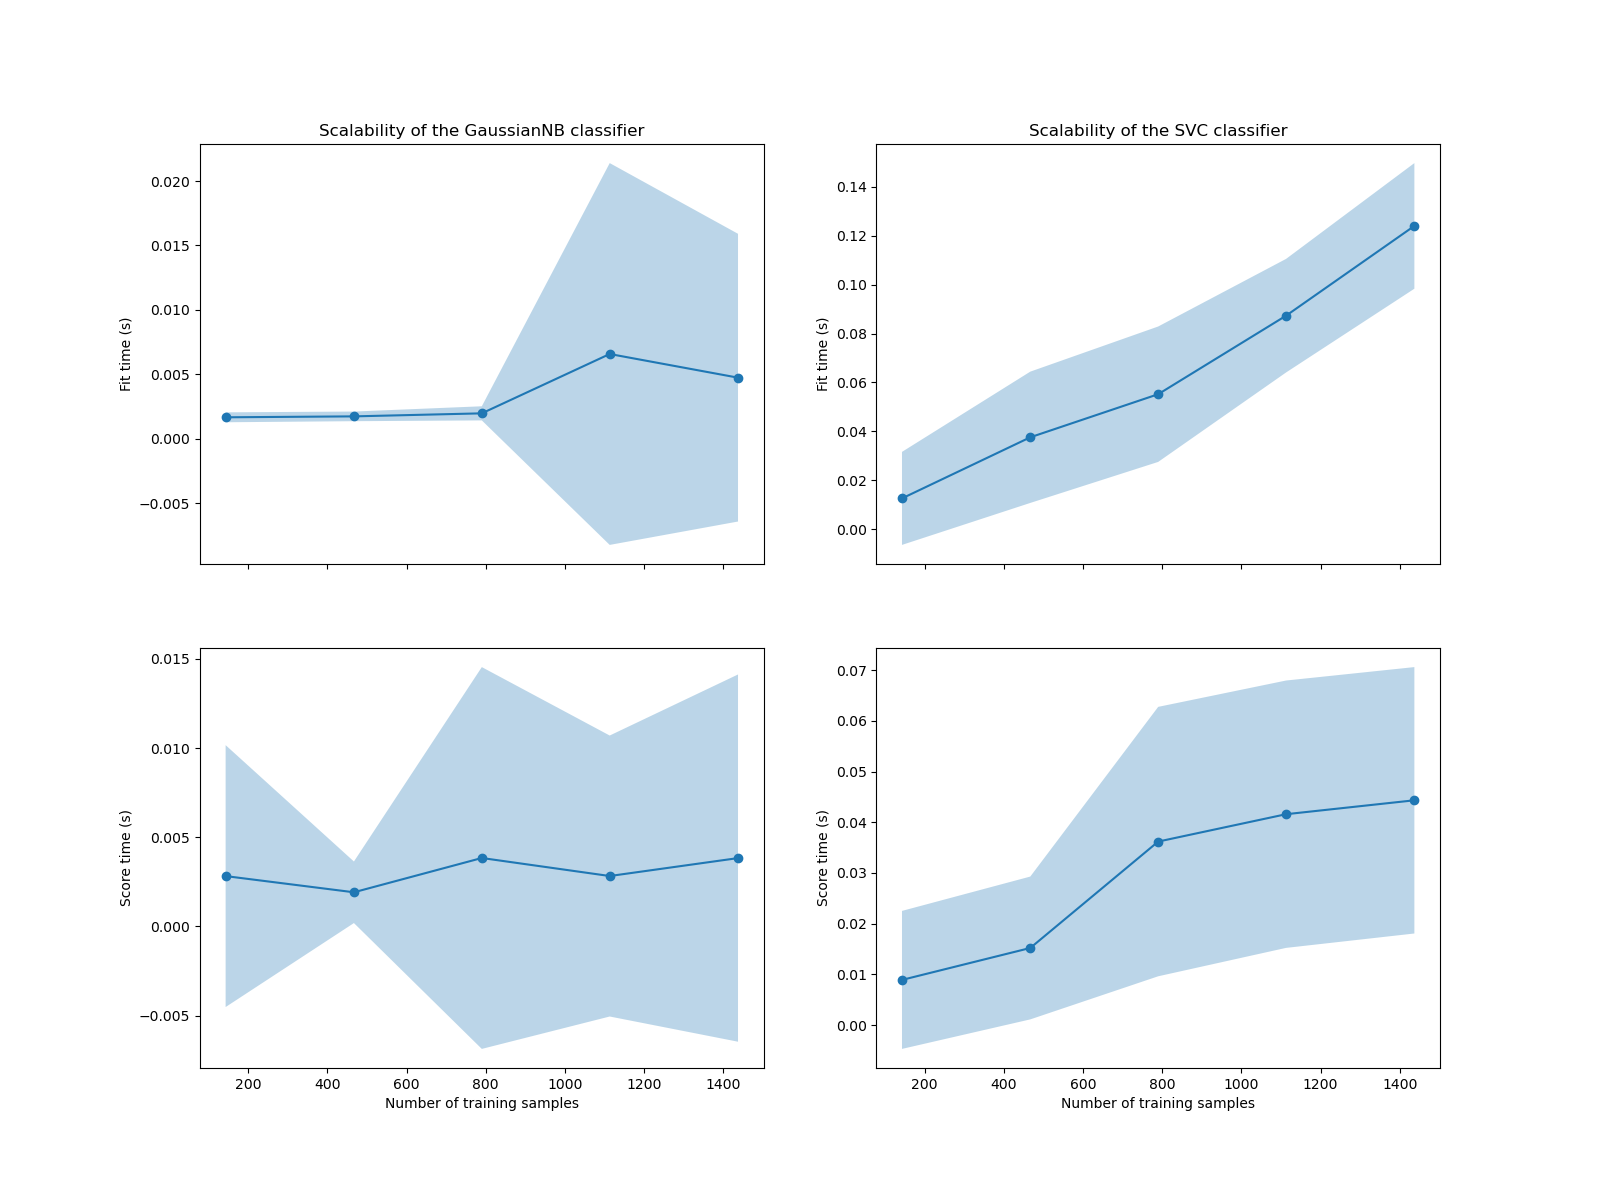 Scalability of the GaussianNB classifier
Fit time (s)
0.020
0.015
0.010
0.005
0.000
−0.005
Scalability of the SVC classifier
Fit time (s)
0.14
0.12
0.10
0.08
0.06
0.04
0.02
0.00
Score time (s)
0.015
0.010
0.005
0.000
−0.005
200 400 600 800 1000 1200 1400
Number of training samples
Score time (s)
0.07
0.06
0.05
0.04
0.03
0.02
0.01
0.00
200 400 600 800 1000 1200 1400
Number of training samples